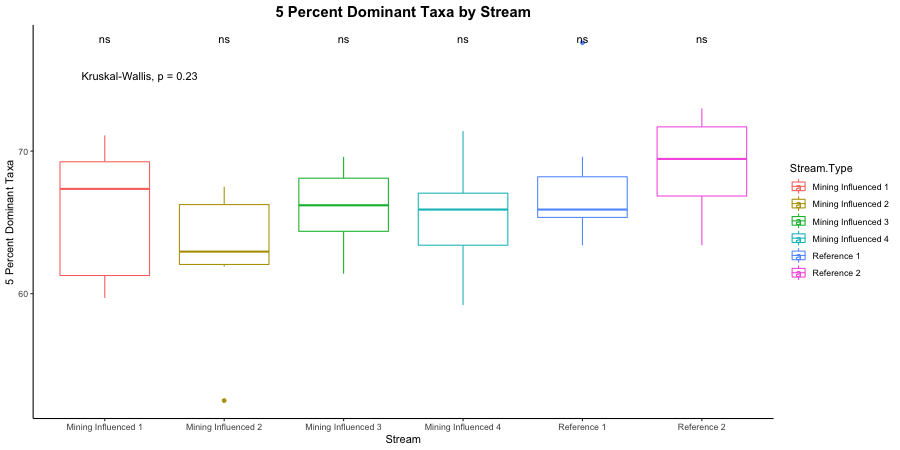 5 Percent Dominant Taxa by Stream
ns ns ns ns ns ns
Kruskal-Wallis, p = 0.23
5 Percent Dominant Taxa
70
60
Mining Influenced 1 Mining Influenced 2 Mining Influenced 3 Mining Influenced 4 Reference 1 Reference 2
Stream
Stream.Type
a Mining Influenced 1
a Mining Influenced 2
a Mining Influenced 3
a Mining Influenced 4
a Reference 1
a Reference 2